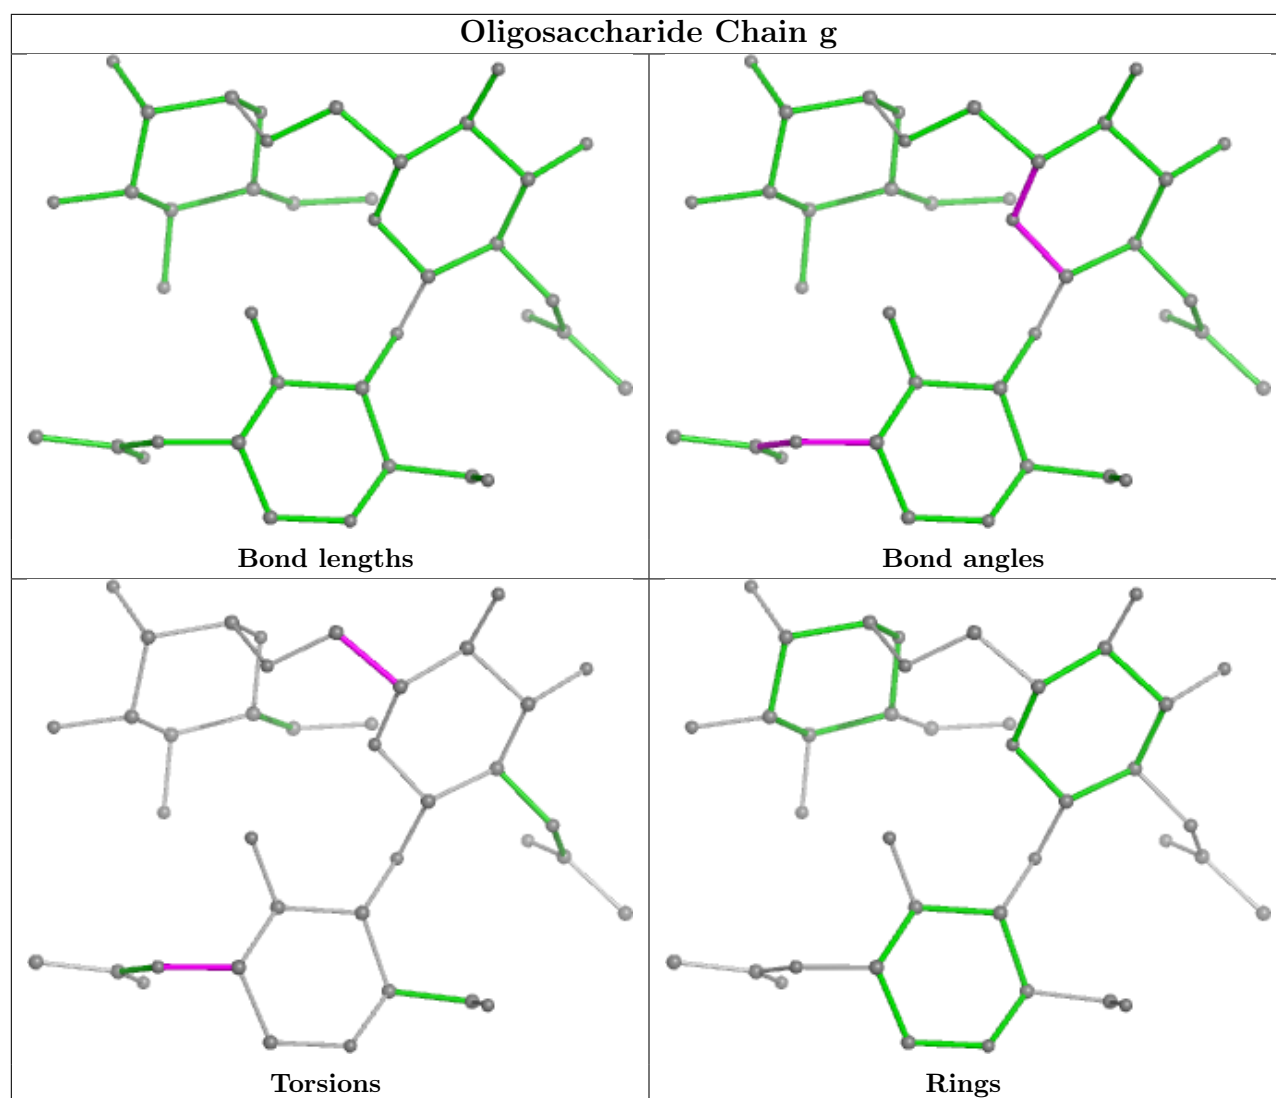 Oligosaccharide Chain g
Bond lengths
Bond angles
Torsions
Rings